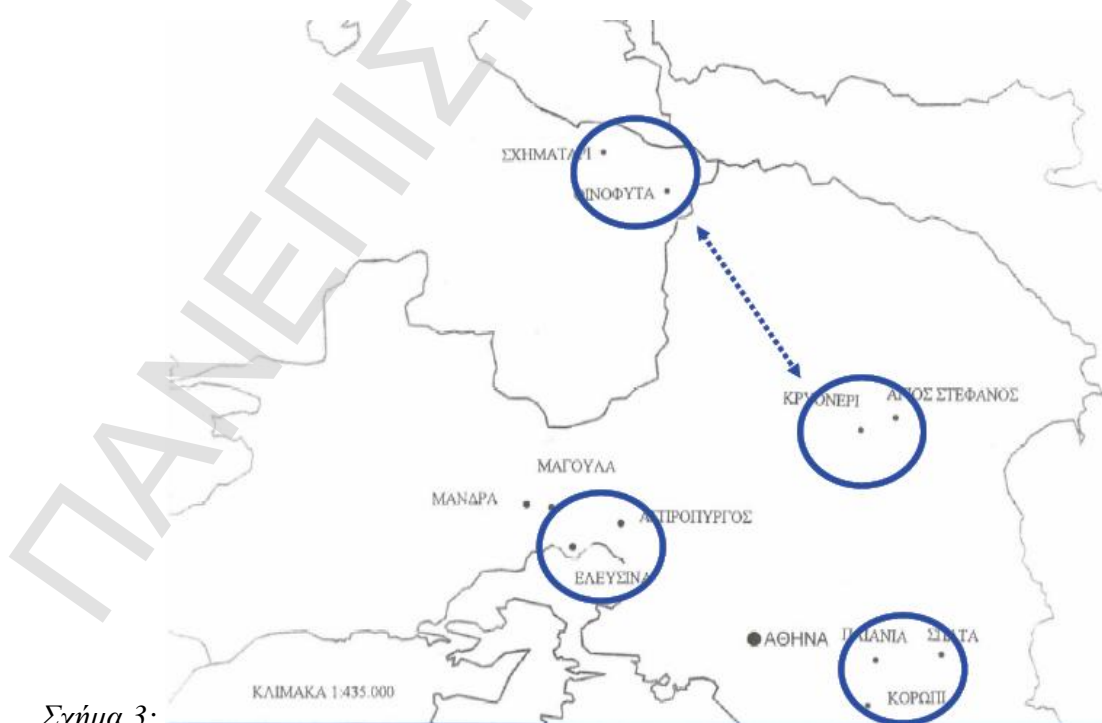 ΠΑΝΕΠΙΣ
ΣΧΗΜΑΤΑΡΙ
ΟΙΝΟΦΥΤΑ
ΚΡΥΟΝΕΡΙ
ΑΓΙΟΣ ΣΤΕΦΑΝΟΣ
ΜΑΓΟΥΛΑ
ΜΑΝΔΡΑ
ΑΣΠΡΟΠΥΡΓΟΣ
ΕΛΕΥΣΙΝΑ
ΑΘΗΝΑ
ΠΑΙΑΝΙΑ
ΣΠΑΤΑ
ΚΟΡΩΠΙ
ΚΛΙΜΑΚΑ 1:435.000
Σχήμα 3: